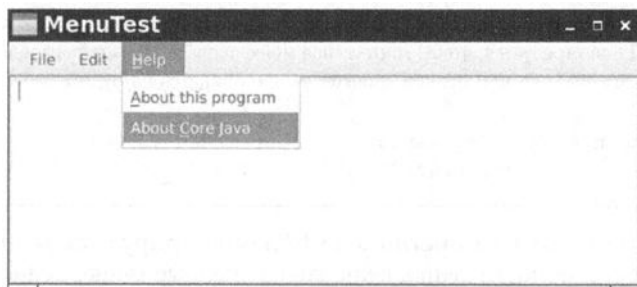 MenuTest
File Edit Help
About this program
About Core Java